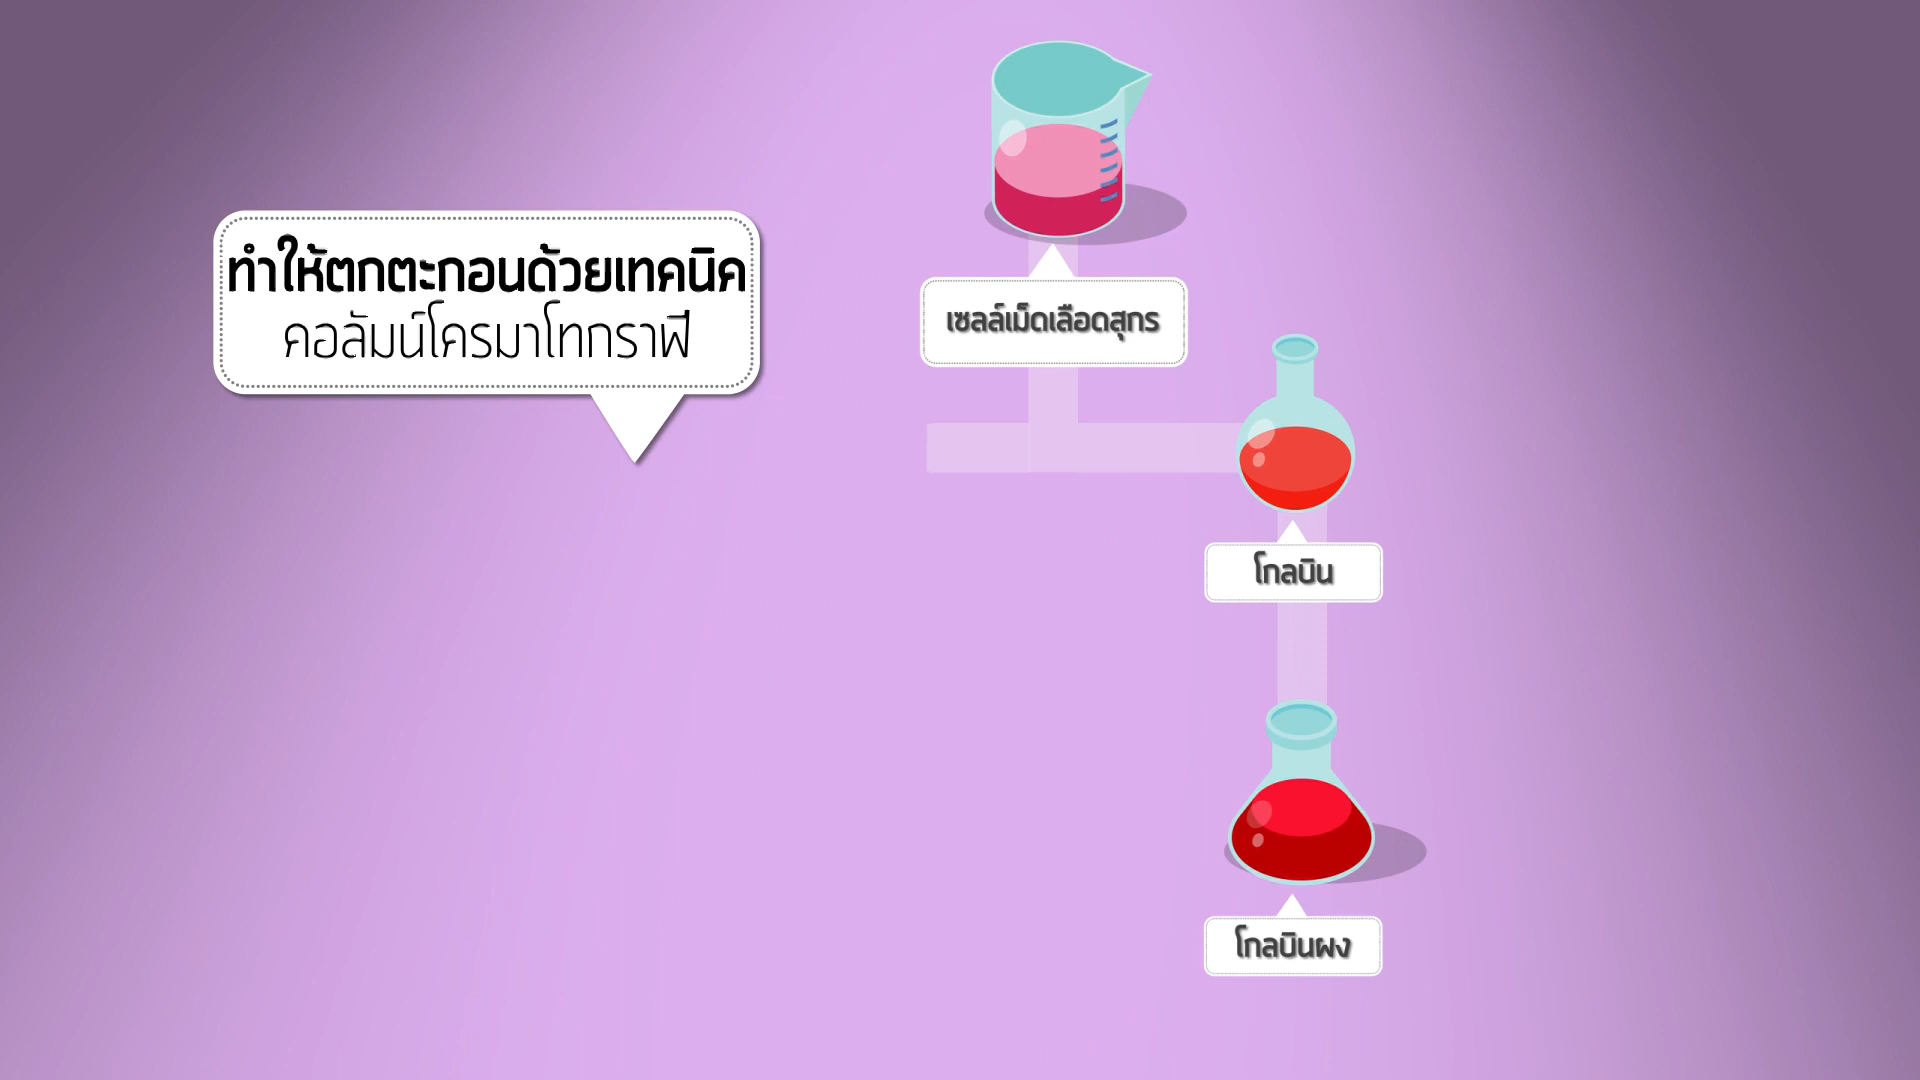 ทำให้ตกตะกอนด้วยเทคนิค
คอลัมน์โครมาโทกราฟี
เซลล์เม็ดเลือดสุกร
โกลบิน
โกลบินผง